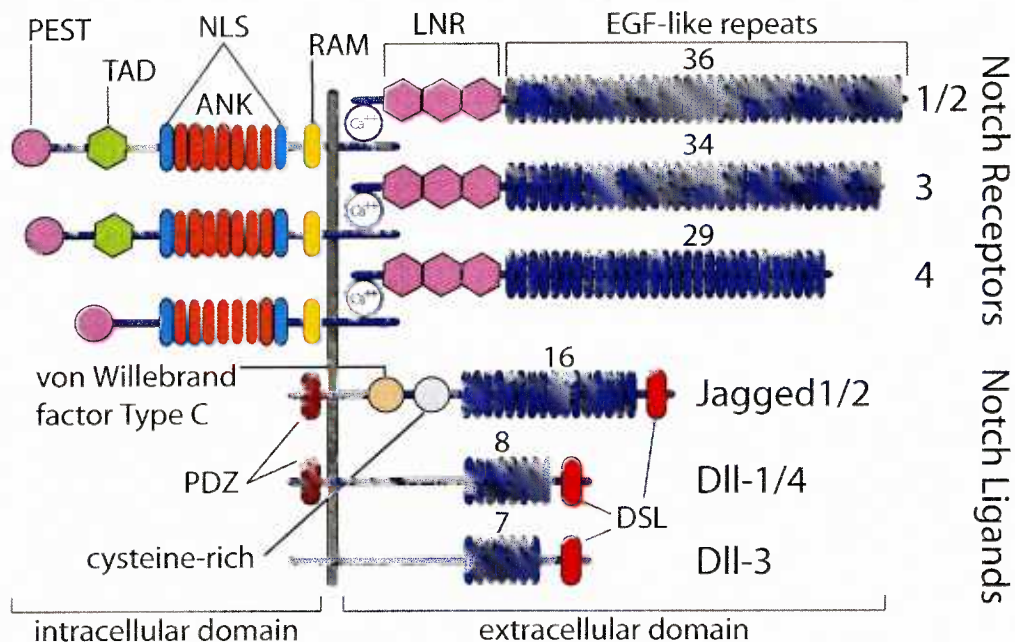 PEST
NLS
LNR
EGF-like repeats
TAD
RAM
36
ANK
1/2
Ca++
34
3
Ca++
29
4
Ca++
Notch Receptors
von Willebrand
factor Type C
16
Jagged1/2
PDZ
8
Dll-1/4
DSL
cysteine-rich
7
Dll-3
Notch Ligands
intracellular domain
extracellular domain